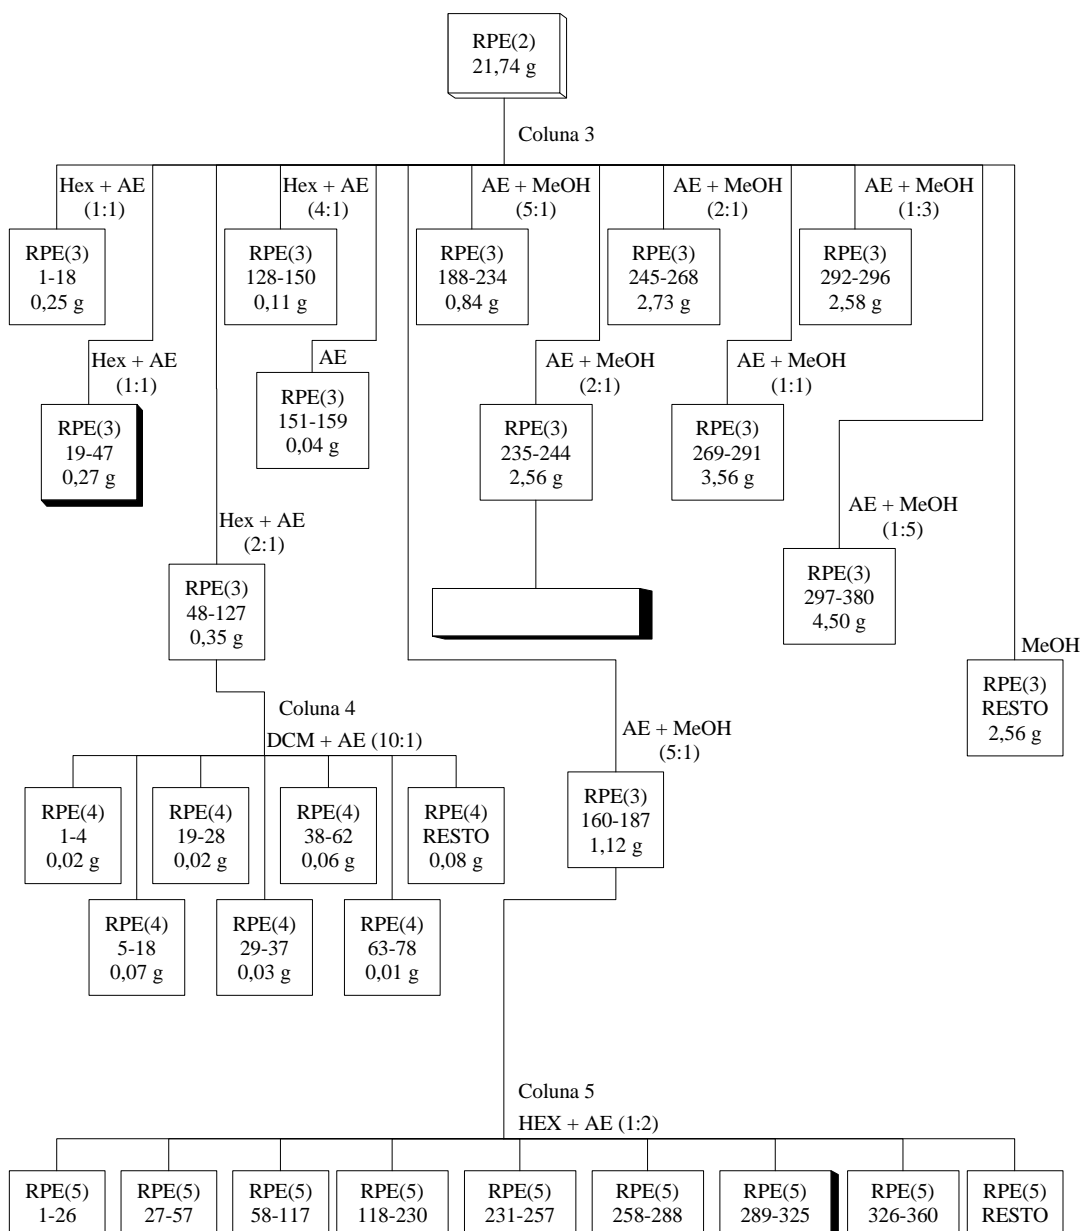 RPE(2)
21,74 g
Coluna 3
Hex + AE
(1:1)
RPE(3)
1-18
0,25 g
Hex + AE
(4:1)
RPE(3)
128-150
0,11 g
AE + MeOH
(5:1)
RPE(3)
188-234
0,84 g
AE + MeOH
(2:1)
RPE(3)
245-268
2,73 g
AE + MeOH
(1:3)
RPE(3)
292-296
2,58 g
Hex + AE
(1:1)
RPE(3)
19-47
0,27 g
AE
RPE(3)
151-159
0,04 g
AE + MeOH
(2:1)
RPE(3)
235-244
2,56 g
AE + MeOH
(1:1)
RPE(3)
269-291
3,56 g
Hex + AE
(2:1)
RPE(3)
48-127
0,35 g
AE + MeOH
(1:5)
RPE(3)
297-380
4,50 g
MeOH
RPE(3)
RESTO
2,56 g
Coluna 4
DCM + AE (10:1)
AE + MeOH
(5:1)
RPE(3)
160-187
1,12 g
RPE(4)
1-4
0,02 g
RPE(4)
19-28
0,02 g
RPE(4)
38-62
0,06 g
RPE(4)
RESTO
0,08 g
RPE(4)
5-18
0,07 g
RPE(4)
29-37
0,03 g
RPE(4)
63-78
0,01 g
Coluna 5
HEX + AE (1:2)
RPE(5)
1-26
RPE(5)
27-57
RPE(5)
58-117
RPE(5)
118-230
RPE(5)
231-257
RPE(5)
258-288
RPE(5)
289-325
RPE(5)
326-360
RPE(5)
RESTO